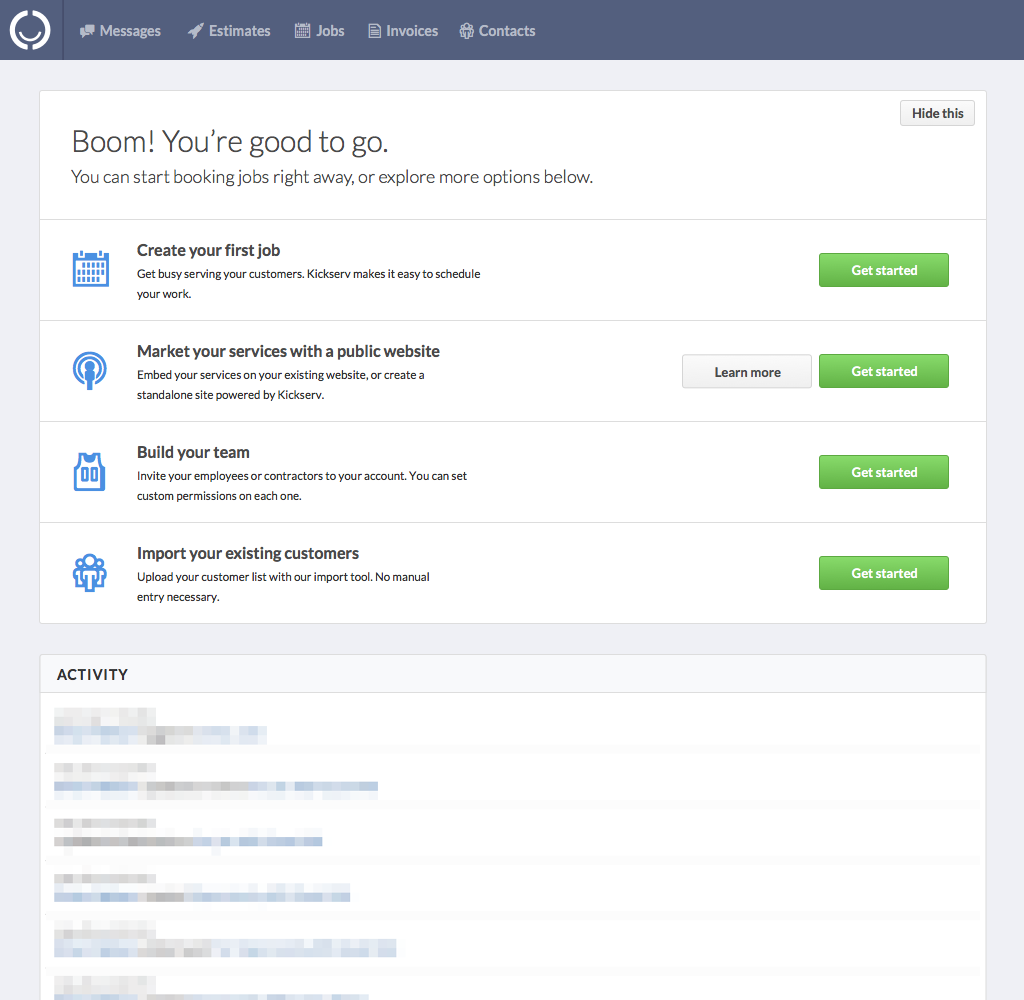 Messages
Estimates
Jobs
Invoices
Contacts
Hide this
Boom! You’re good to go.
You can start booking jobs right away, or explore more options below.
Create your first job
Get busy serving your customers. Kickserv makes it easy to schedule
your work.
Get started
Market your services with a public website
Embed your services on your existing website, or create a
standalone site powered by Kickserv.
Learn more
Get started
Build your team
Invite your employees or contractors to your account. You can set
custom permissions on each one.
Get started
Import your existing customers
Upload your customer list with our import tool. No manual
entry necessary.
Get started
ACTIVITY